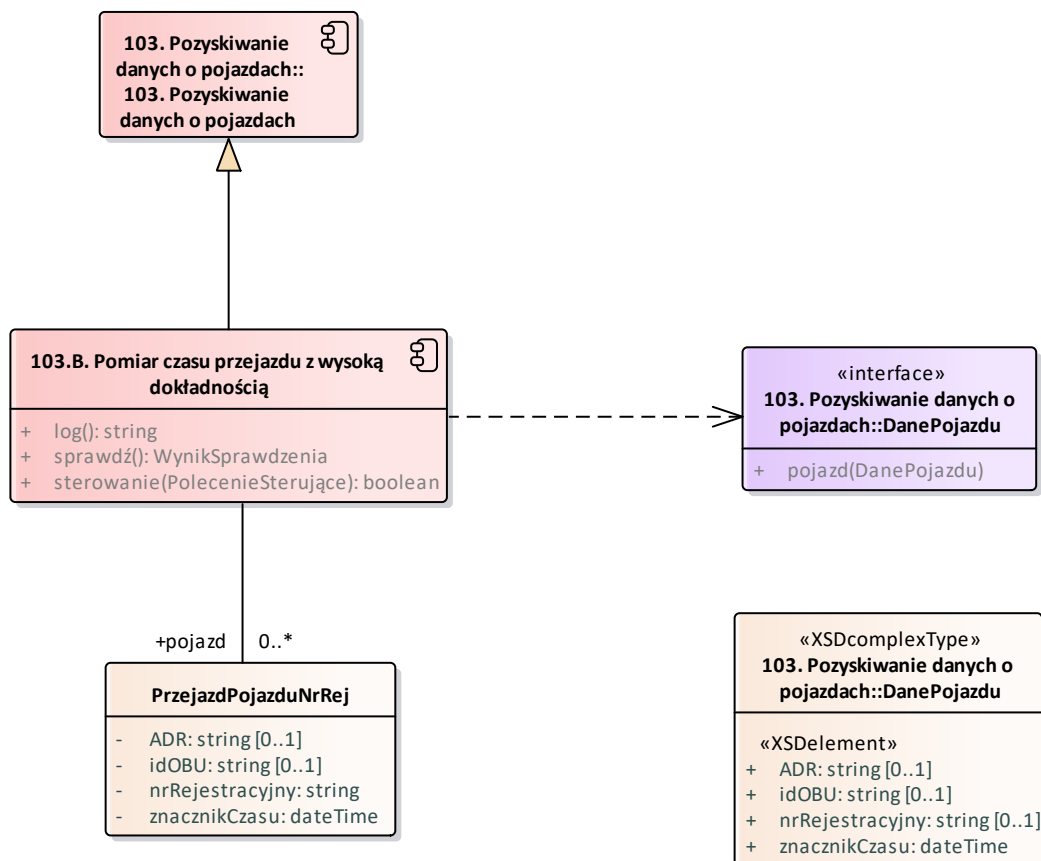 103. Pozyskiwanie
danych o pojazdach::
103. Pozyskiwanie
danych o pojazdach
103.B. Pomiar czasu przejazdu z wysoką
dokładnością
+ log(): string
+ sprawdź(): WynikSprawdzenia
+ sterowanie(PolecenieSterujące): boolean
«interface»
103. Pozyskiwanie danych o
pojazdach::DanePojazdu
+ pojazd(DanePojazdu)
+pojazd 0..*
PrzejazdPojazduNrRej
- ADR: string [0..1]
- idOBU: string [0..1]
- nrRejestracyjny: string
- znacznikCzasu: dateTime
«XSDcomplexType»
103. Pozyskiwanie danych o
pojazdach::DanePojazdu
«XSDelement»
+ ADR: string [0..1]
+ idOBU: string [0..1]
+ nrRejestracyjny: string [0..1]
+ znacznikCzasu: dateTime